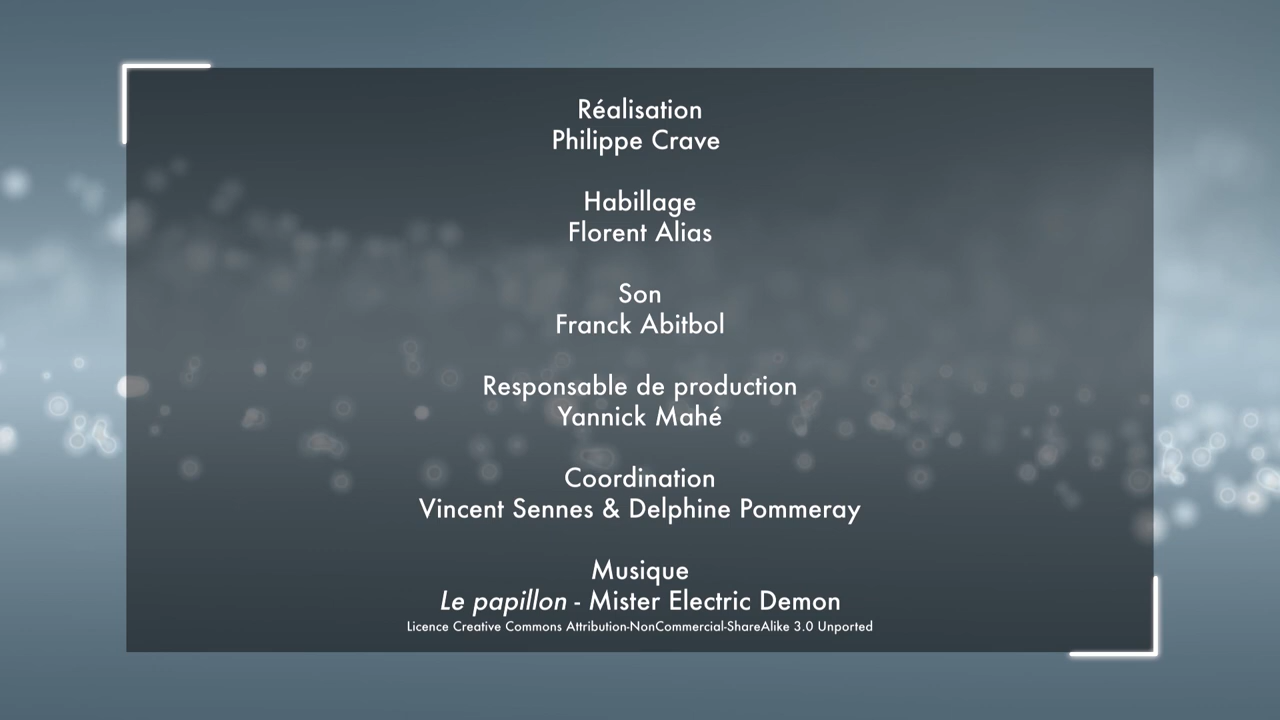 Réalisation
Philippe Crave
Habillage
Florent Alias
Son
Franck Abitbol
Responsable de production
Yannick Mahé
Coordination
Vincent Sennes & Delphine Pommeray
Musique
Le papillon - Mister Electric Demon
Licence Creative Commons Attribution-NonCommercial-ShareAlike 3.0 Unported